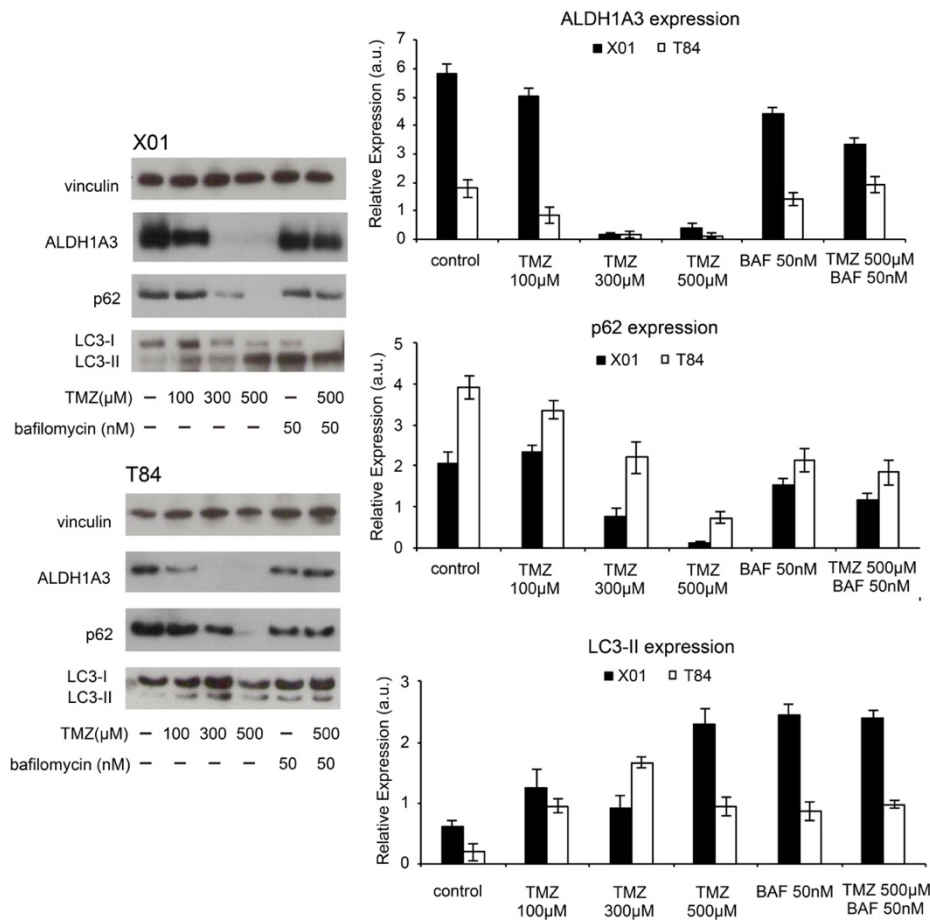 X01
vinculin
ALDH1A3
p62
LC3-I
LC3-II
TMZ(µM) – 100 300 500 – 500
bafilomycin (nM) – – – – 50 50
T84
vinculin
ALDH1A3
p62
LC3-I
LC3-II
TMZ(µM) – 100 300 500 – 500
bafilomycin (nM) – – – – 50 50
ALDH1A3 expression
X01 T84
Relative Expression (a.u.)
7
6
5
4
3
2
1
0
control TMZ TMZ TMZ BAF 50nM TMZ 500µM
100µM 300µM 500µM BAF 50nM
p62 expression
X01 T84
Relative Expression (a.u.)
5
4
3
2
1
0
control TMZ TMZ TMZ BAF 50nM TMZ 500µM
100µM 300µM 500µM BAF 50nM
LC3-II expression
X01 T84
Relative Expression (a.u.)
3
2
1
0
control TMZ TMZ TMZ BAF 50nM TMZ 500µM
100µM 300µM 500µM BAF 50nM